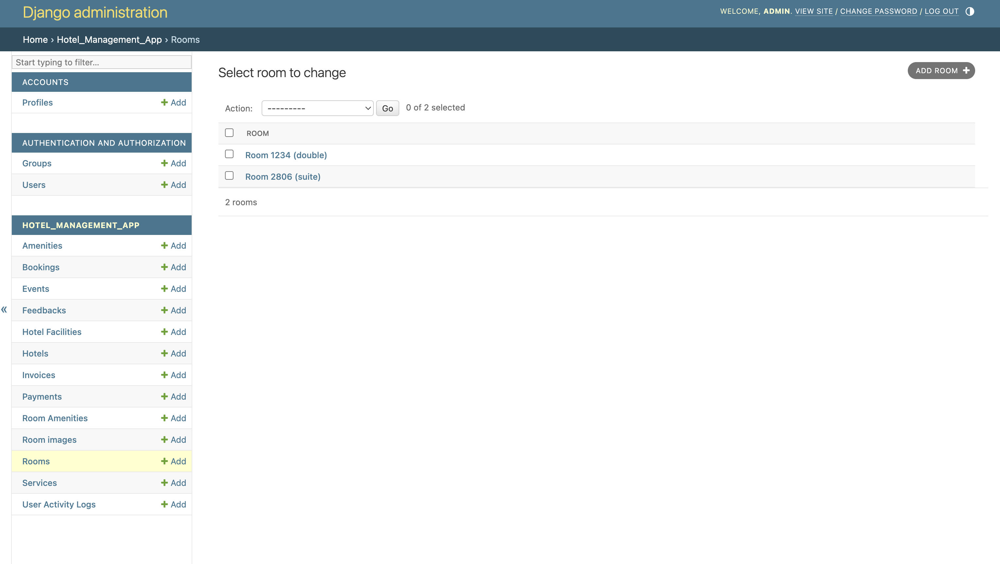 Django administration
WELCOME, ADMIN. VIEW SITE / CHANGE PASSWORD / LOG OUT
Home › Hotel_Management_App › Rooms
Start typing to filter...
ACCOUNTS
Profiles Add
AUTHENTICATION AND AUTHORIZATION
Groups Add
Users Add
HOTEL_MANAGEMENT_APP
Amenities Add
Bookings Add
Events Add
Feedbacks Add
Hotel Facilities Add
Hotels Add
Invoices Add
Payments Add
Room Amenities Add
Room images Add
Rooms Add
Services Add
User Activity Logs Add
«
Select room to change
ADD ROOM
Action: --------- Go 0 of 2 selected
ROOM
Room 1234 (double)
Room 2806 (suite)
2 rooms